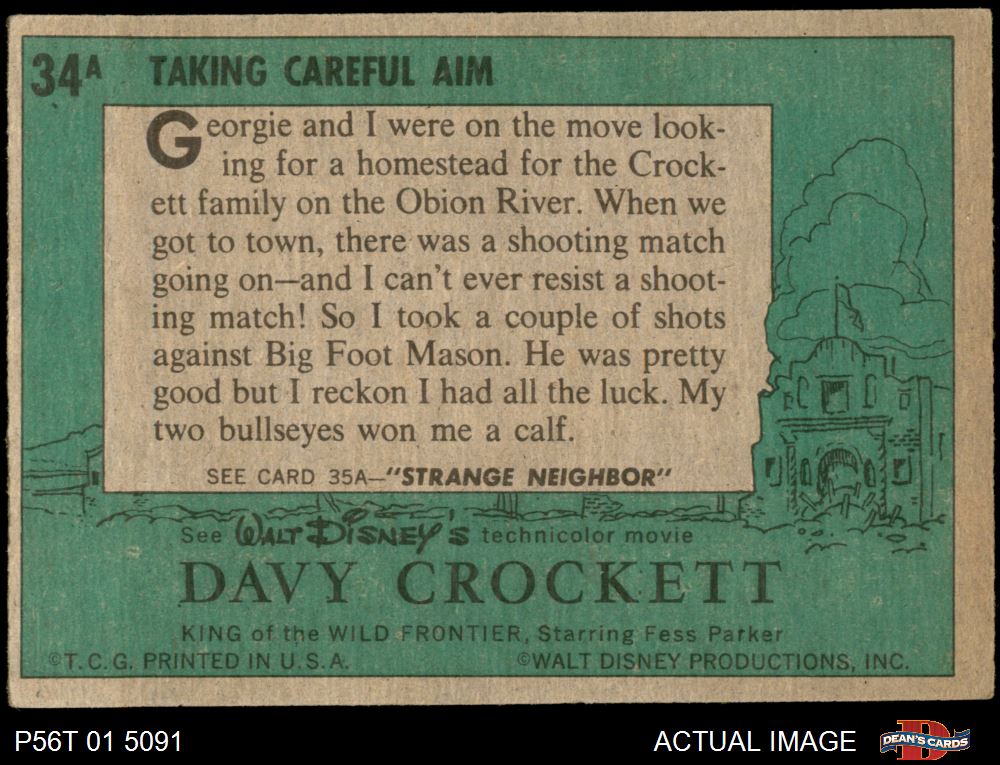 34A TAKING CAREFUL AIM
Georgie and I were on the move look-
ing for a homestead for the Crock-
ett family on the Obion River. When we
got to town, there was a shooting match
going on—and I can't ever resist a shoot-
ing match! So I took a couple of shots
against Big Foot Mason. He was pretty
good but I reckon I had all the luck. My
two bullseyes won me a calf.
SEE CARD 35A—"STRANGE NEIGHBOR"
See WALT DISNEY'S technicolor movie
DAVY CROCKETT
KING of the WILD FRONTIER, Starring Fess Parker
©T.C.G. PRINTED IN U.S.A. ©WALT DISNEY PRODUCTIONS, INC.
P56T 01 5091 ACTUAL IMAGE D DEAN'S CARDS